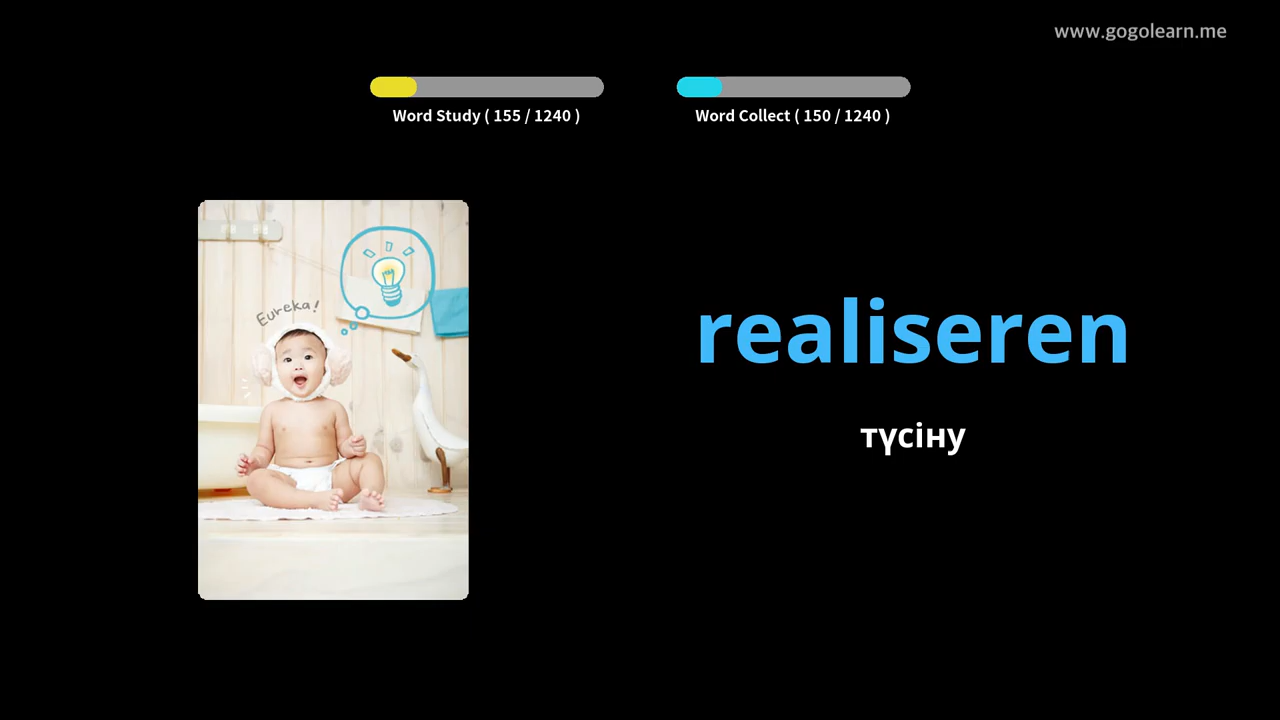 www.gogolearn.me
Word Study ( 155 / 1240 )
Word Collect ( 150 / 1240 )
Eureka!
realiseren
түсіну